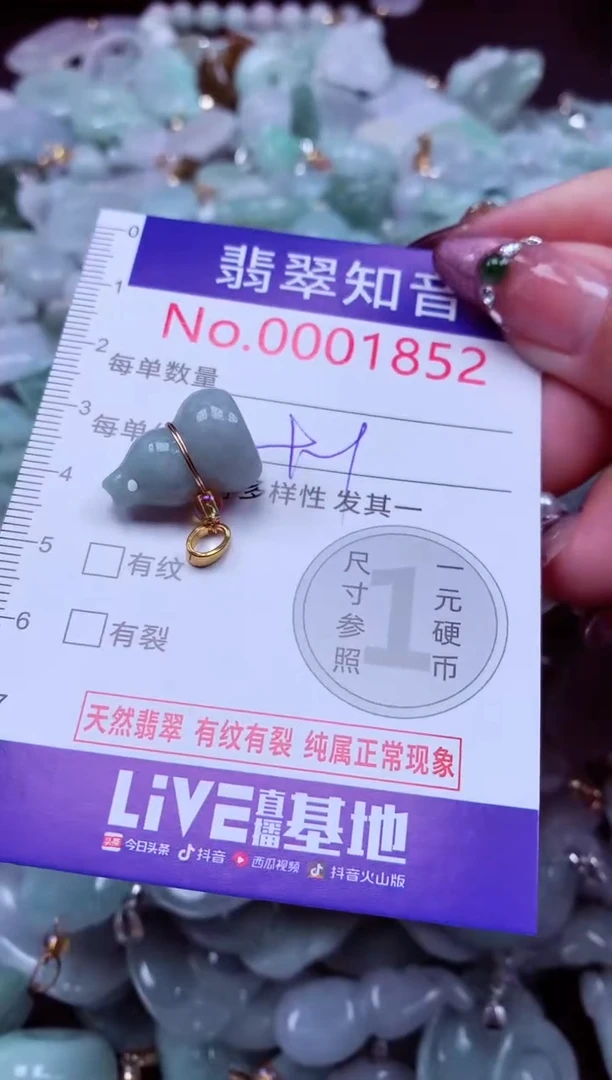 翡翠知音
No.0001852
每单数量
每单
多样性 发其一
有纹
有裂
尺寸参照
1
一元硬币
天然翡翠 有纹有裂 纯属正常现象
LiVE直播基地
今日头条 抖音 西瓜视频 抖音火山版
0
1
2
3
4
5
6
7